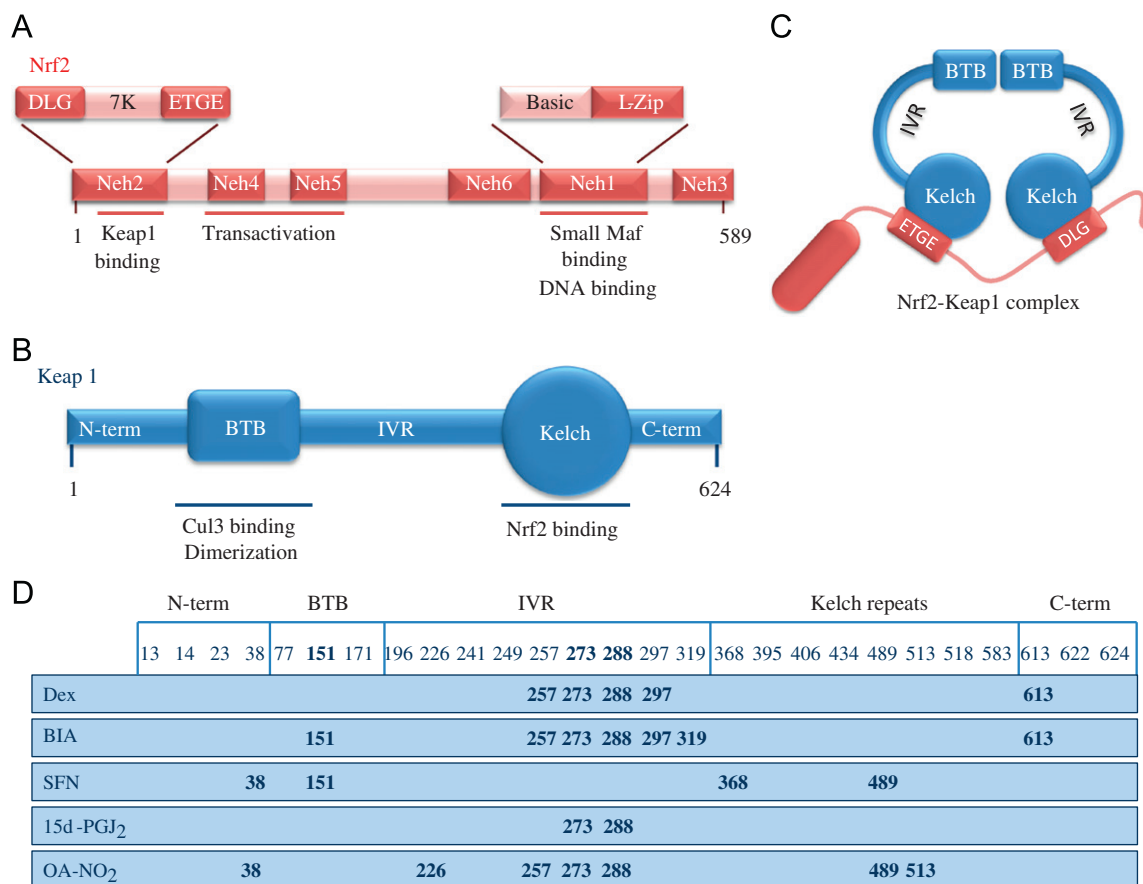 A
Nrf2
DLG 7K ETGE
Basic L-Zip
Neh2 Neh4 Neh5 Neh6 Neh1 Neh3
1 589
Keap1
binding
Transactivation
Small Maf
binding
DNA binding
C
BTB BTB
IVR IVR
Kelch Kelch
ETGE DLG
Nrf2-Keap1 complex
B
Keap 1
N-term BTB IVR Kelch C-term
1 624
Cul3 binding
Dimerization
Nrf2 binding
D
N-term BTB IVR Kelch repeats C-term
13 14 23 38 77 151 171 196 226 241 249 257 273 288 297 319 368 395 406 434 489 513 518 583 613 622 624
Dex 257 273 288 297 613
BIA 151 257 273 288 297 319 613
SFN 38 151 368 489
15d-PGJ2 273 288
OA-NO2 38 226 257 273 288 489 513